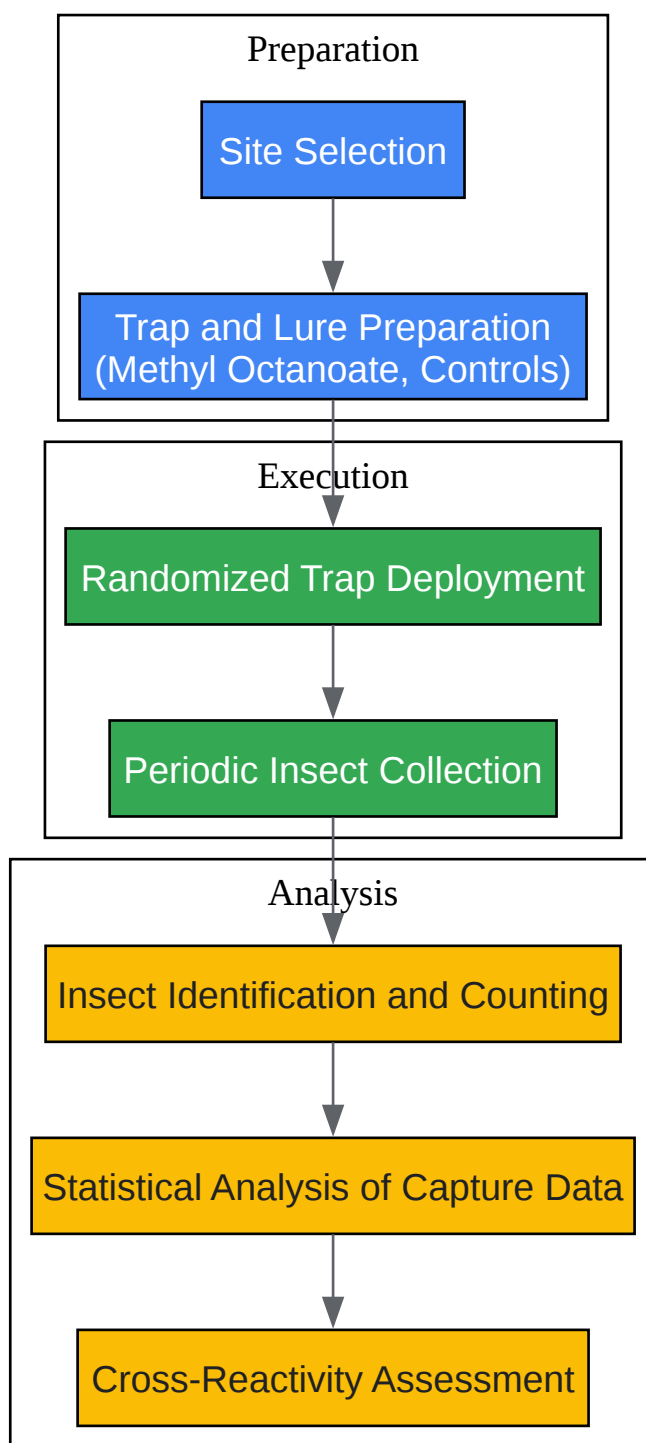 Preparation
Site Selection
Trap and Lure Preparation
(Methyl Octanoate, Controls)
Execution
Randomized Trap Deployment
Periodic Insect Collection
Analysis
Insect Identification and Counting
Statistical Analysis of Capture Data
Cross-Reactivity Assessment